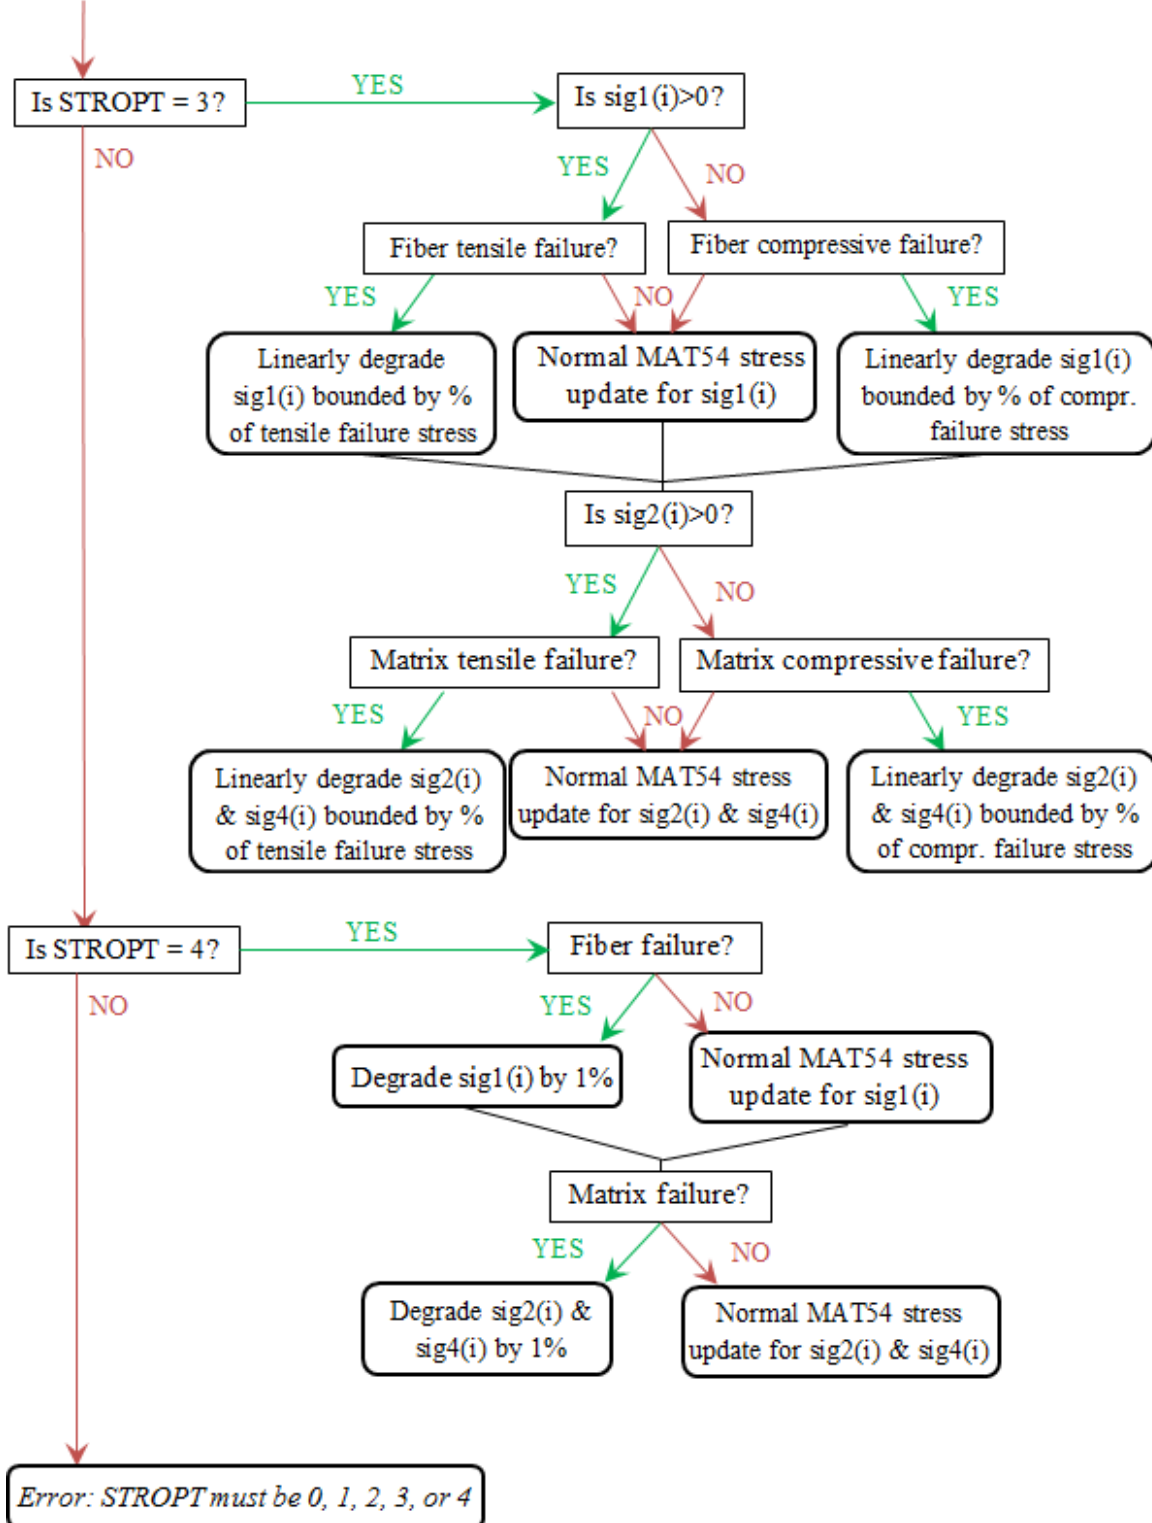 Is STROPT = 3?
YES
Is sig1(i)>0?
NO
YES
NO
Fiber tensile failure?
Fiber compressive failure?
YES
NO
YES
Linearly degrade
sig1(i) bounded by %
of tensile failure stress
Normal MAT54 stress
update for sig1(i)
Linearly degrade sig1(i)
bounded by % of compr.
failure stress
Is sig2(i)>0?
YES
NO
Matrix tensile failure?
Matrix compressive failure?
YES
NO
YES
Linearly degrade sig2(i)
& sig4(i) bounded by %
of tensile failure stress
Normal MAT54 stress
update for sig2(i) & sig4(i)
Linearly degrade sig2(i)
& sig4(i) bounded by %
of compr. failure stress
Is STROPT = 4?
YES
Fiber failure?
NO
YES
NO
Degrade sig1(i) by 1%
Normal MAT54 stress
update for sig1(i)
Matrix failure?
YES
NO
Degrade sig2(i) &
sig4(i) by 1%
Normal MAT54 stress
update for sig2(i) & sig4(i)
Error: STROPT must be 0, 1, 2, 3, or 4